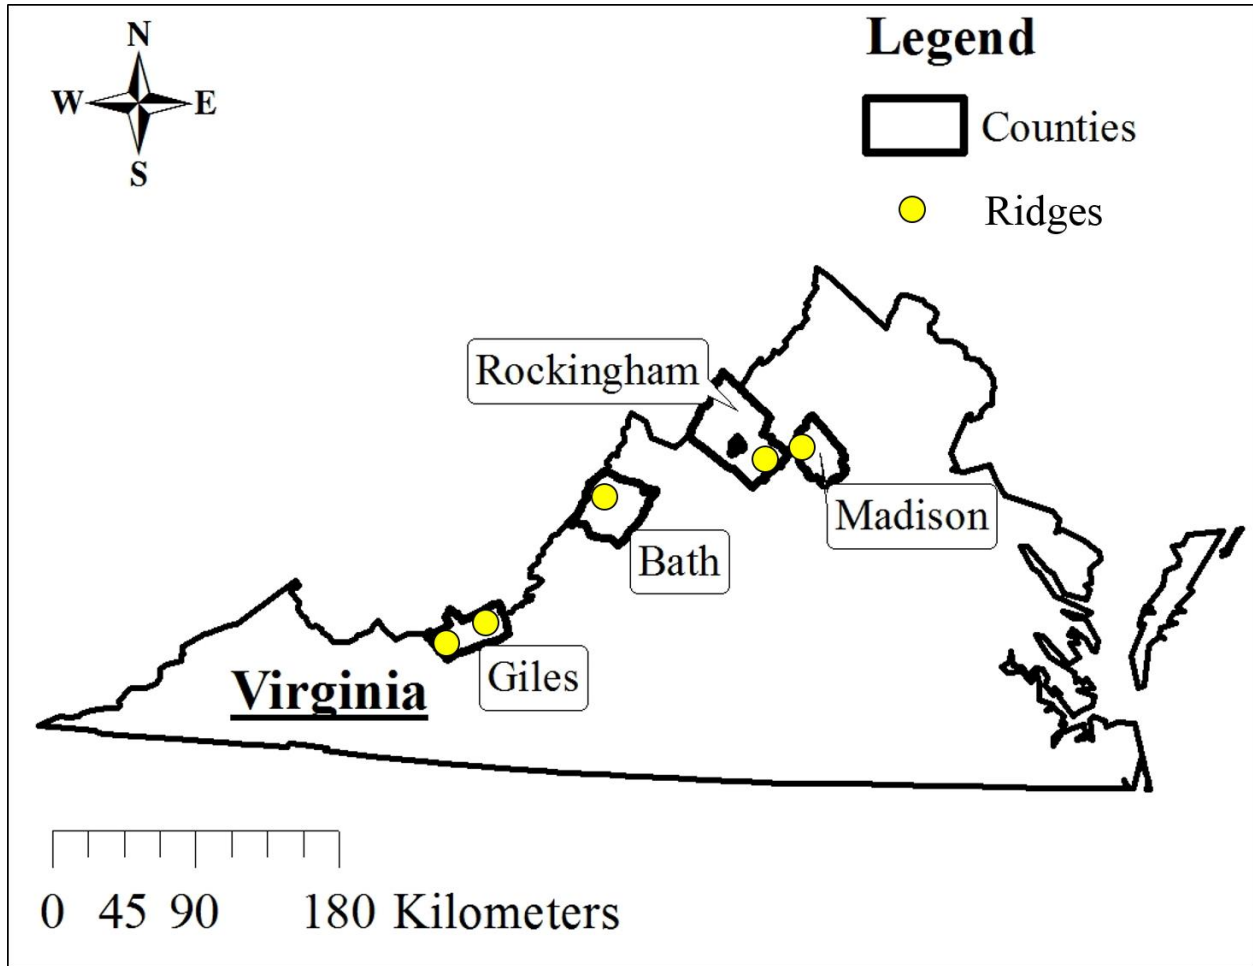 N
W E
S
Legend
Counties
Ridges
Rockingham
Madison
Bath
Giles
Virginia
0 45 90 180 Kilometers